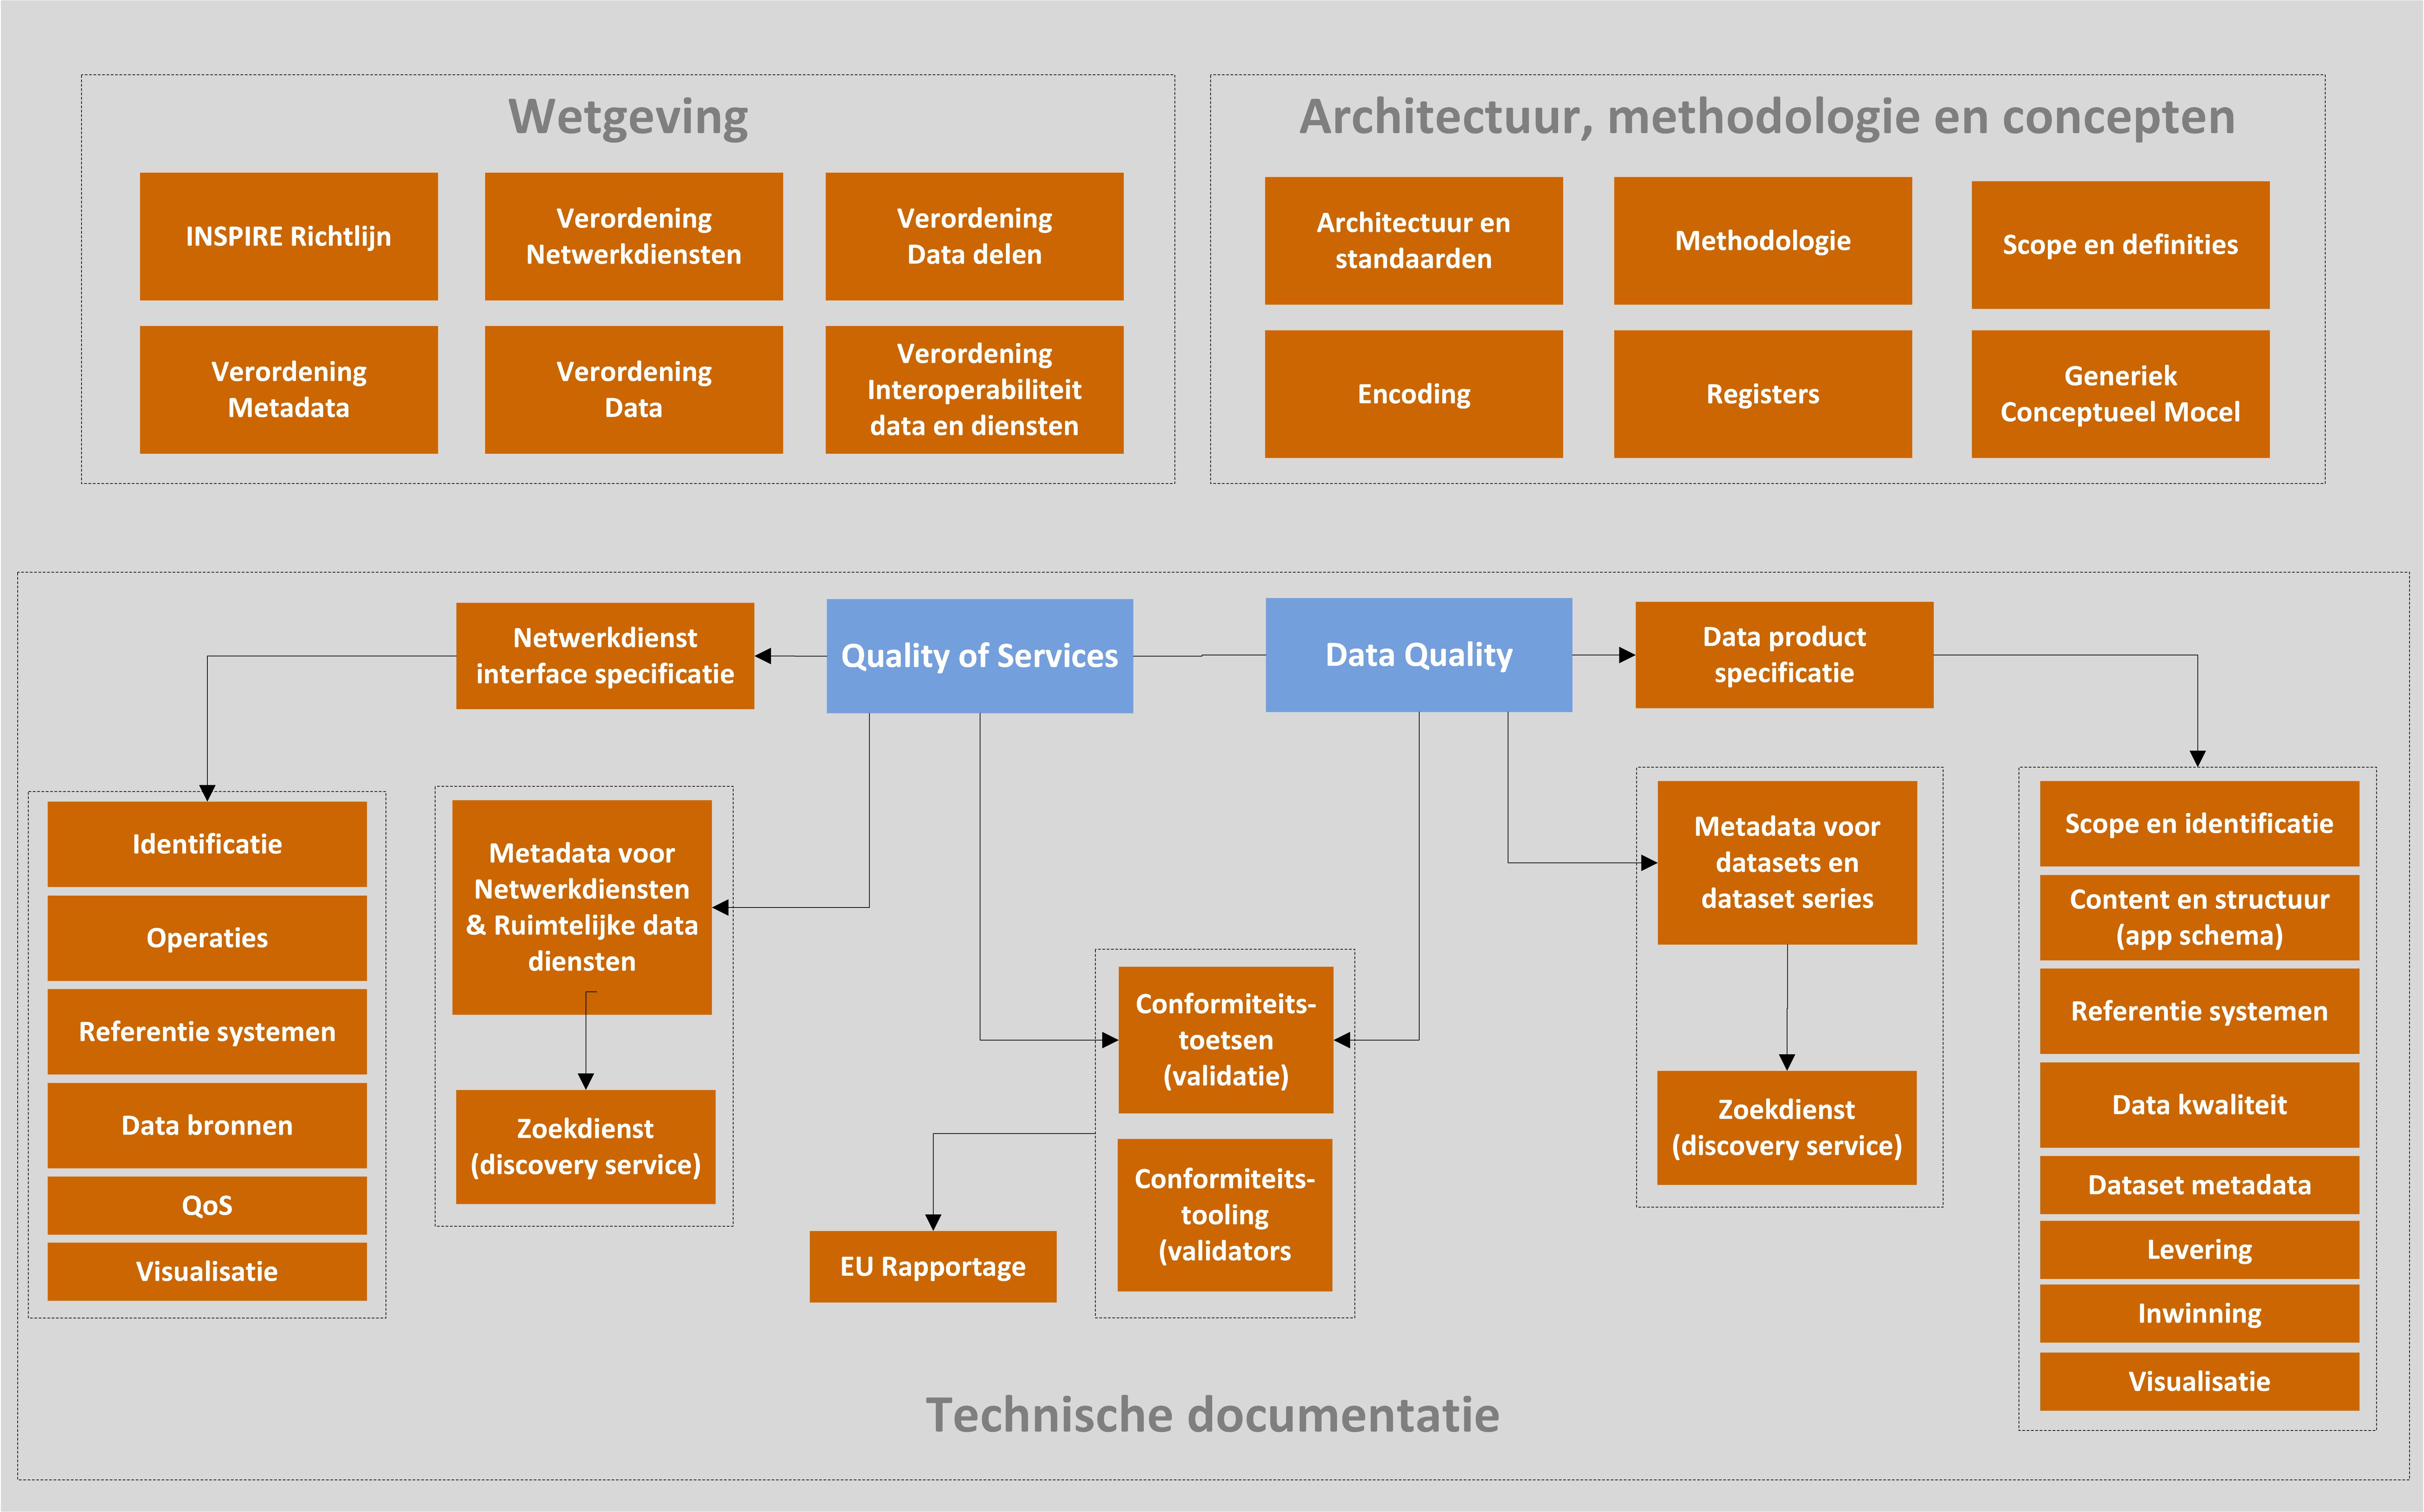 Wetgeving
INSPIRE Richtlijn
Verordening
Netwerkdiensten
Verordening
Data delen
Verordening
Metadata
Verordening
Data
Verordening
Interoperabiliteit
data en diensten
Architectuur, methodologie en concepten
Architectuur en
standaarden
Methodologie
Scope en definities
Encoding
Registers
Generiek
Conceptueel Mocel
Netwerkdienst
interface specificatie
Quality of Services
Data Quality
Data product
specificatie
Identificatie
Operaties
Referentie systemen
Data bronnen
QoS
Visualisatie
Metadata voor
Netwerkdiensten
& Ruimtelijke data
diensten
Zoekdienst
(discovery service)
Conformiteits-
toetsen
(validatie)
Conformiteits-
tooling
(validators
EU Rapportage
Metadata voor
datasets en
dataset series
Zoekdienst
(discovery service)
Scope en identificatie
Content en structuur
(app schema)
Referentie systemen
Data kwaliteit
Dataset metadata
Levering
Inwinning
Visualisatie
Technische documentatie